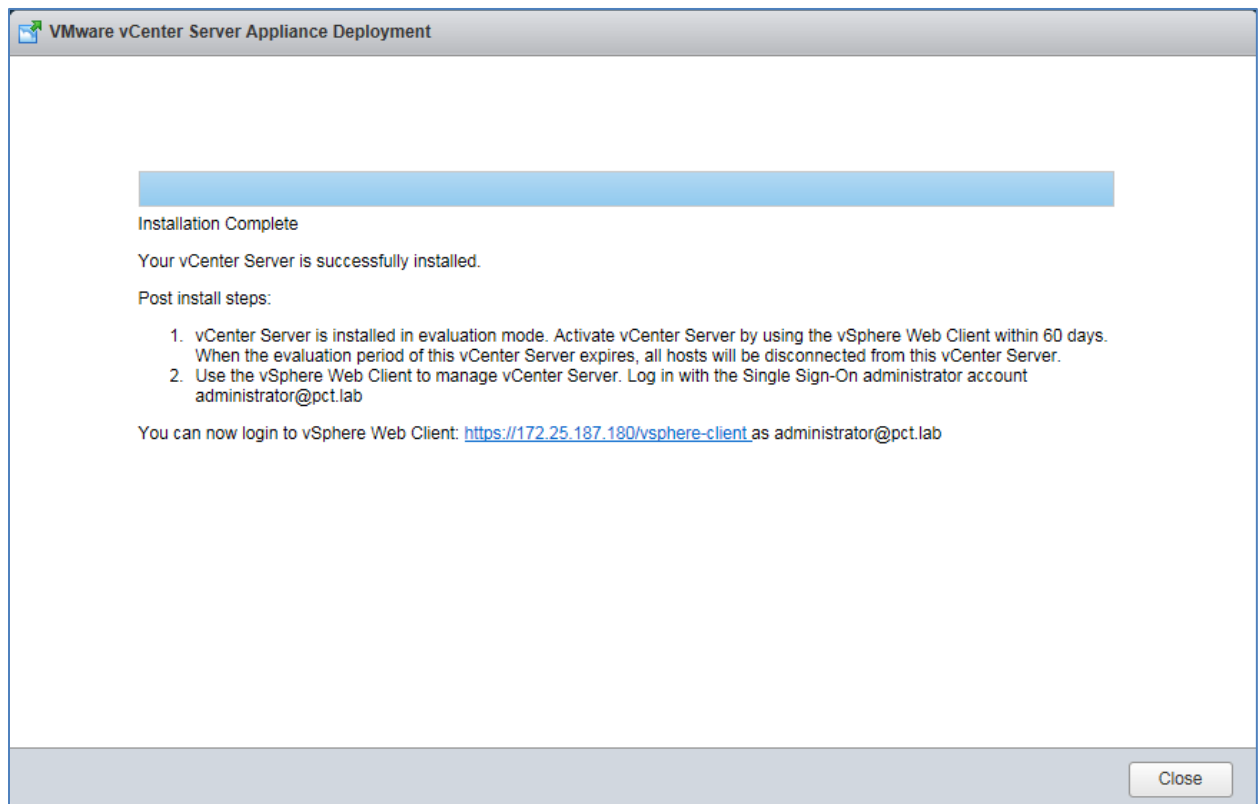 VMware vCenter Server Appliance Deployment
Installation Complete
Your vCenter Server is successfully installed.
Post install steps:
1. vCenter Server is installed in evaluation mode. Activate vCenter Server by using the vSphere Web Client within 60 days.
When the evaluation period of this vCenter Server expires, all hosts will be disconnected from this vCenter Server.
2. Use the vSphere Web Client to manage vCenter Server. Log in with the Single Sign-On administrator account
administrator@pct.lab
You can now login to vSphere Web Client: https://172.25.187.180/vsphere-client as administrator@pct.lab
Close